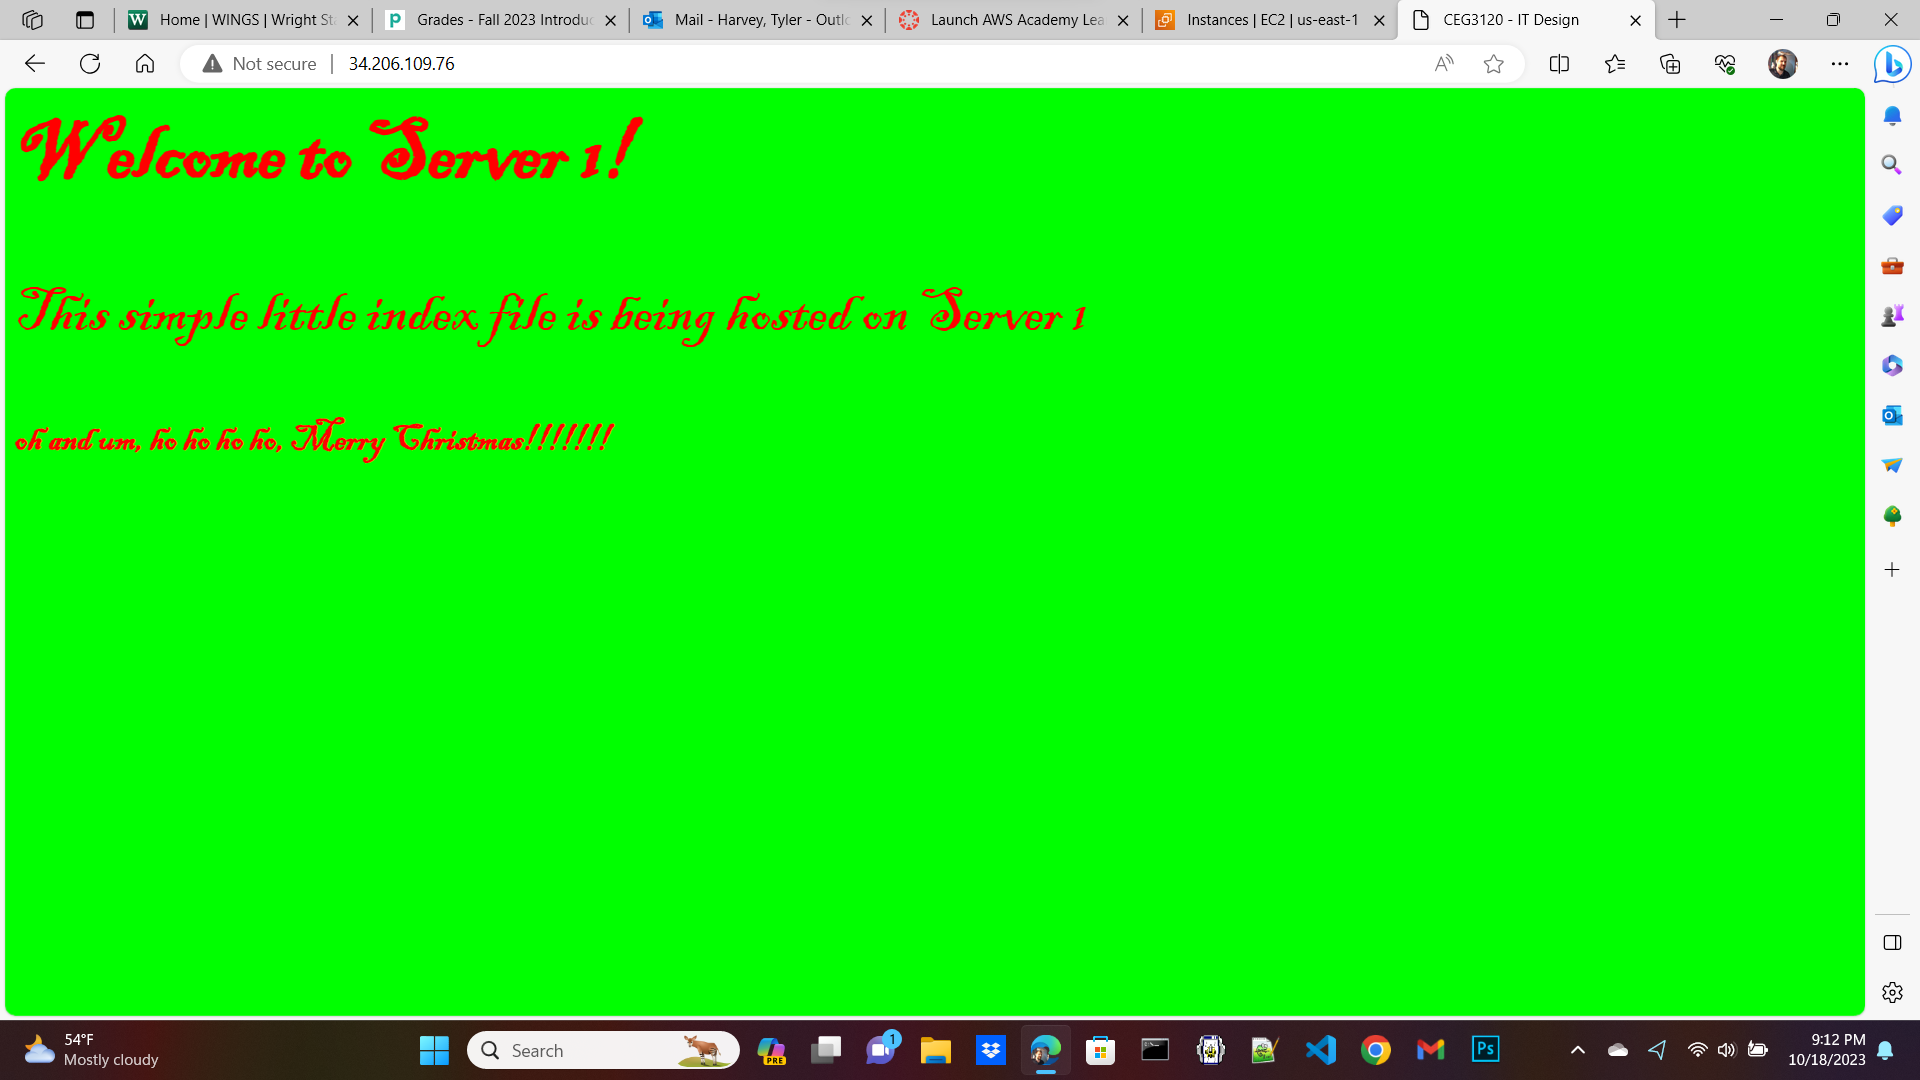 Home | WINGS | Wright Sta
Grades - Fall 2023 Introduc
Mail - Harvey, Tyler - Outlo
Launch AWS Academy Lea
Instances | EC2 | us-east-1
CEG3120 - IT Design
Not secure
34.206.109.76
Welcome to Server 1!
This simple little index file is being hosted on Server 1
oh and um, ho ho ho ho, Merry Christmas!!!!!!!
54°F
Mostly cloudy
Search
PRE
1
Ps
9:12 PM
10/18/2023